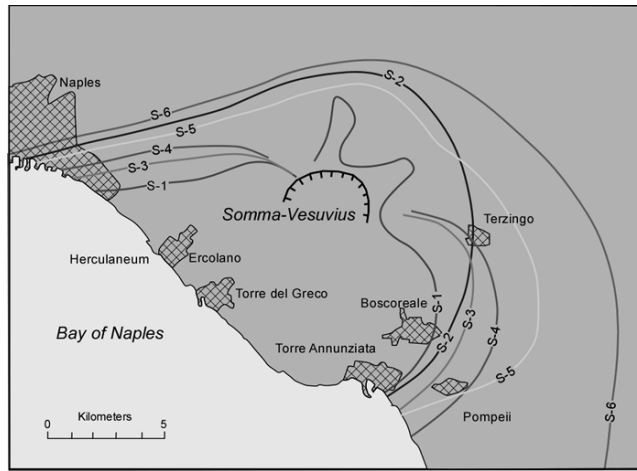 Naples
S-6
S-2
S-5
S-4
S-3
S-1
Somma-Vesuvius
Terzingo
Herculaneum
Ercolano
Torre del Greco
Boscoreale
S-1
S-2
S-3
S-4
S-5
S-6
Bay of Naples
Torre Annunziata
Pompeii
Kilometers
0 5